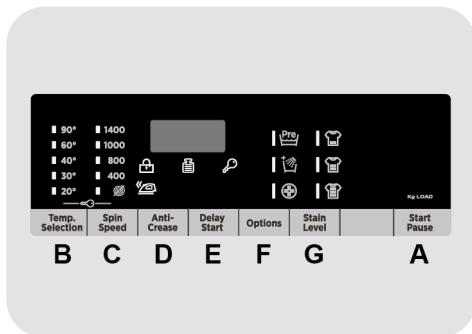 90° 1400
60° 1000
40° 800
30° 400
20°
Pre
Kg LOAD
Temp. Selection
Spin Speed
Anti-Crease
Delay Start
Options
Stain Level
Start Pause
B C D E F G A